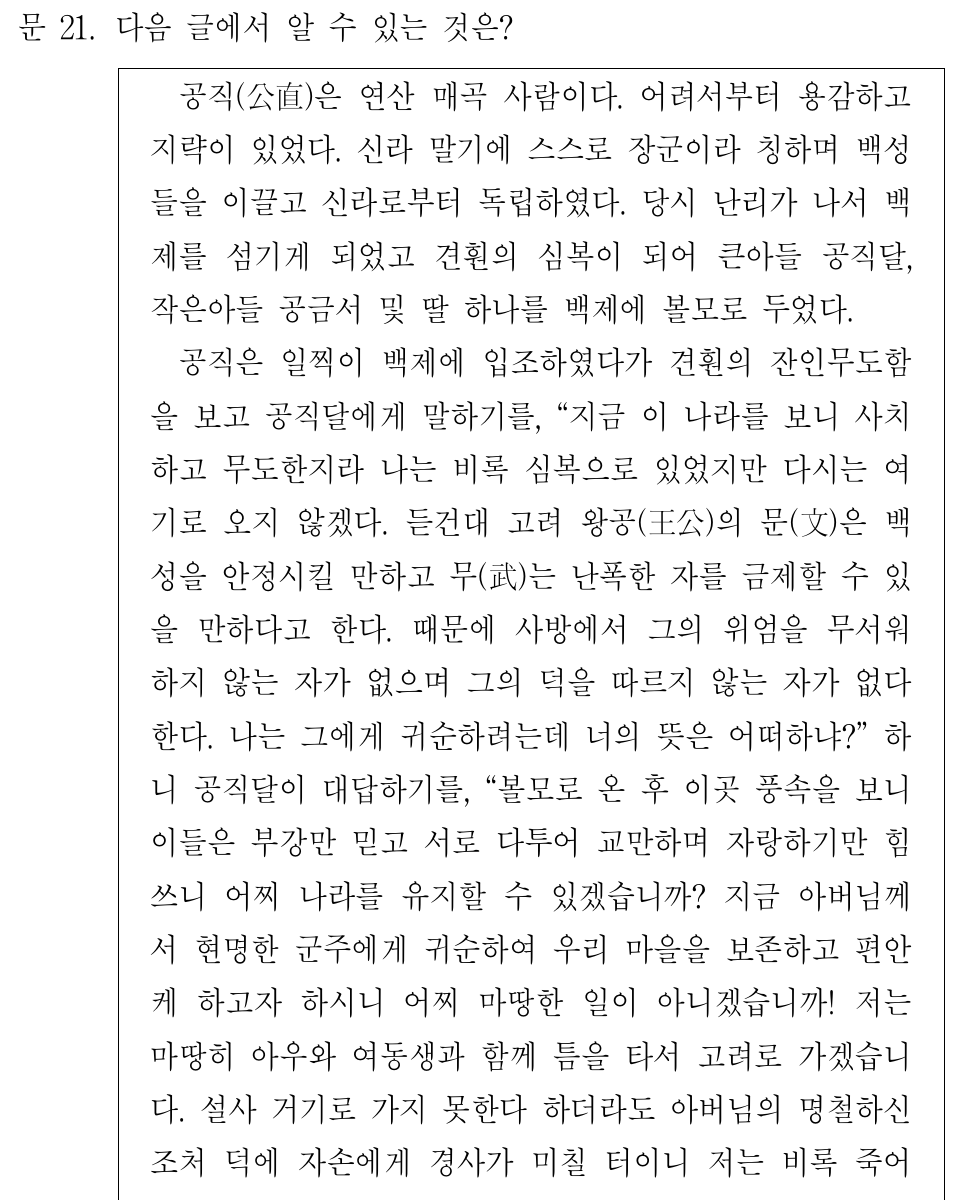 문 21. 다음 글에서 알 수 있는 것은?
공직(公直)은 연산 매곡 사람이다. 어려서부터 용감하고
지략이 있었다. 신라 말기에 스스로 장군이라 칭하며 백성
들을 이끌고 신라로부터 독립하였다. 당시 난리가 나서 백
제를 섬기게 되었고 견훤의 심복이 되어 큰아들 공직달,
작은아들 공금서 및 딸 하나를 백제에 볼모로 두었다.
공직은 일찍이 백제에 입조하였다가 견훤의 잔인무도함
을 보고 공직달에게 말하기를, “지금 이 나라를 보니 사치
하고 무도한지라 나는 비록 심복으로 있었지만 다시는 여
기로 오지 않겠다. 듣건대 고려 왕공(王公)의 문(文)은 백
성을 안정시킬 만하고 무(武)는 난폭한 자를 금제할 수 있
을 만하다고 한다. 때문에 사방에서 그의 위엄을 무서워
하지 않는 자가 없으며 그의 덕을 따르지 않는 자가 없다
한다. 나는 그에게 귀순하려는데 너의 뜻은 어떠하냐?” 하
니 공직달이 대답하기를, “볼모로 온 후 이곳 풍속을 보니
이들은 부강만 믿고 서로 다투어 교만하며 자랑하기만 힘
쓰니 어찌 나라를 유지할 수 있겠습니까? 지금 아버님께
서 현명한 군주에게 귀순하여 우리 마을을 보존하고 편안
케 하고자 하시니 어찌 마땅한 일이 아니겠습니까! 저는
마땅히 아우와 여동생과 함께 틈을 타서 고려로 가겠습니
다. 설사 거기로 가지 못한다 하더라도 아버님의 명철하신
조처 덕에 자손에게 경사가 미칠 터이니 저는 비록 죽어